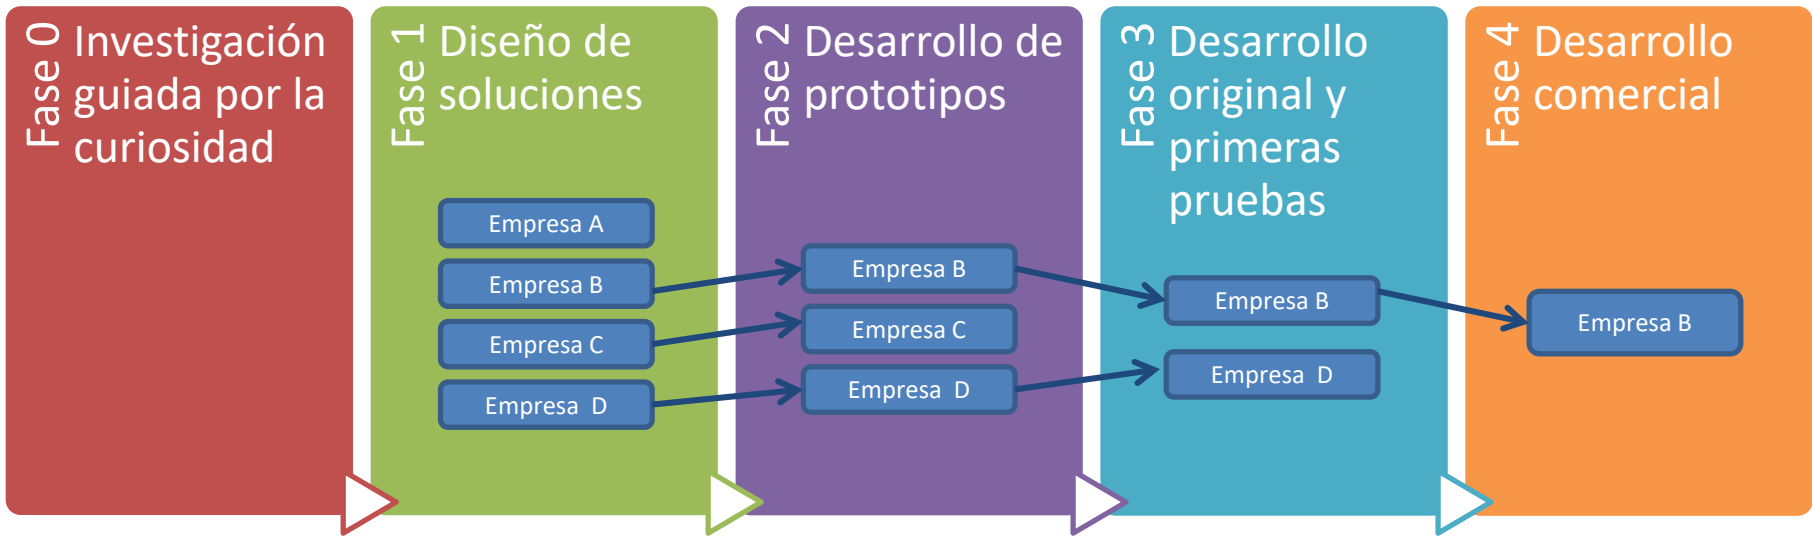 Fase 0
Investigación
guiada por la
curiosidad
Fase 1
Diseño de
soluciones
Empresa A
Empresa B
Empresa C
Empresa D
Fase 2
Desarrollo de
prototipos
Empresa B
Empresa C
Empresa D
Fase 3
Desarrollo
original y
primeras
pruebas
Empresa B
Empresa D
Fase 4
Desarrollo
comercial
Empresa B